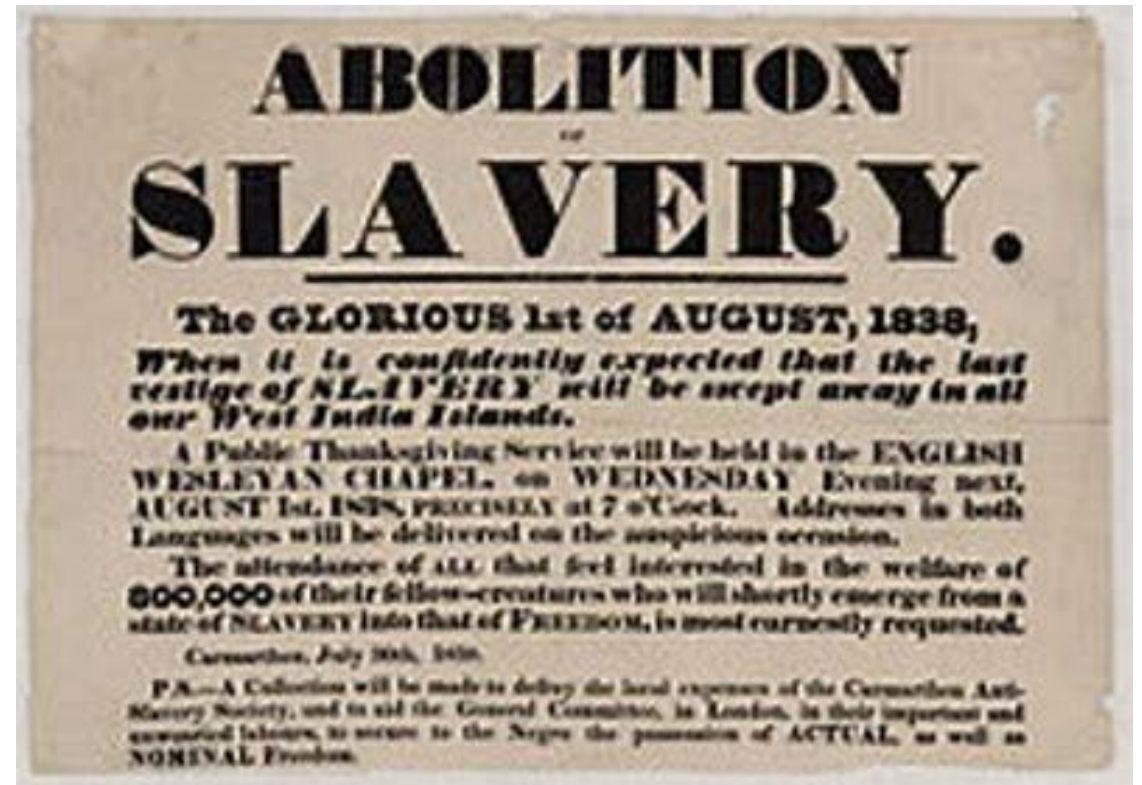 ABOLITION
OF
SLAVERY.
The GLORIOUS 1st of AUGUST, 1838,
When it is confidently expected that the last
vestige of SLAVERY will be swept away in all
our West India Islands.
A Public Thanksgiving Service will be held in the ENGLISH
WESLEYAN CHAPEL, on WEDNESDAY Evening next,
AUGUST 1st, 1838, PRECISELY at 7 o'Cock. Addresses in both
Languages will be delivered on the auspicious occasion.
The attendance of ALL that feel interested in the welfare of
800,000 of their fellow-creatures who will shortly emerge from a
state of SLAVERY into that of FREEDOM, is most earnestly requested.
Carmarthen, July 1838.
P.S.—A Collection will be made to defray the local expenses of the Carmarthen Anti-
Slavery Society, and to aid the General Committee, in London, in their important and
unwearied labours, to secure to the Negro the possession of ACTUAL, as well as
NOMINAL Freedom.